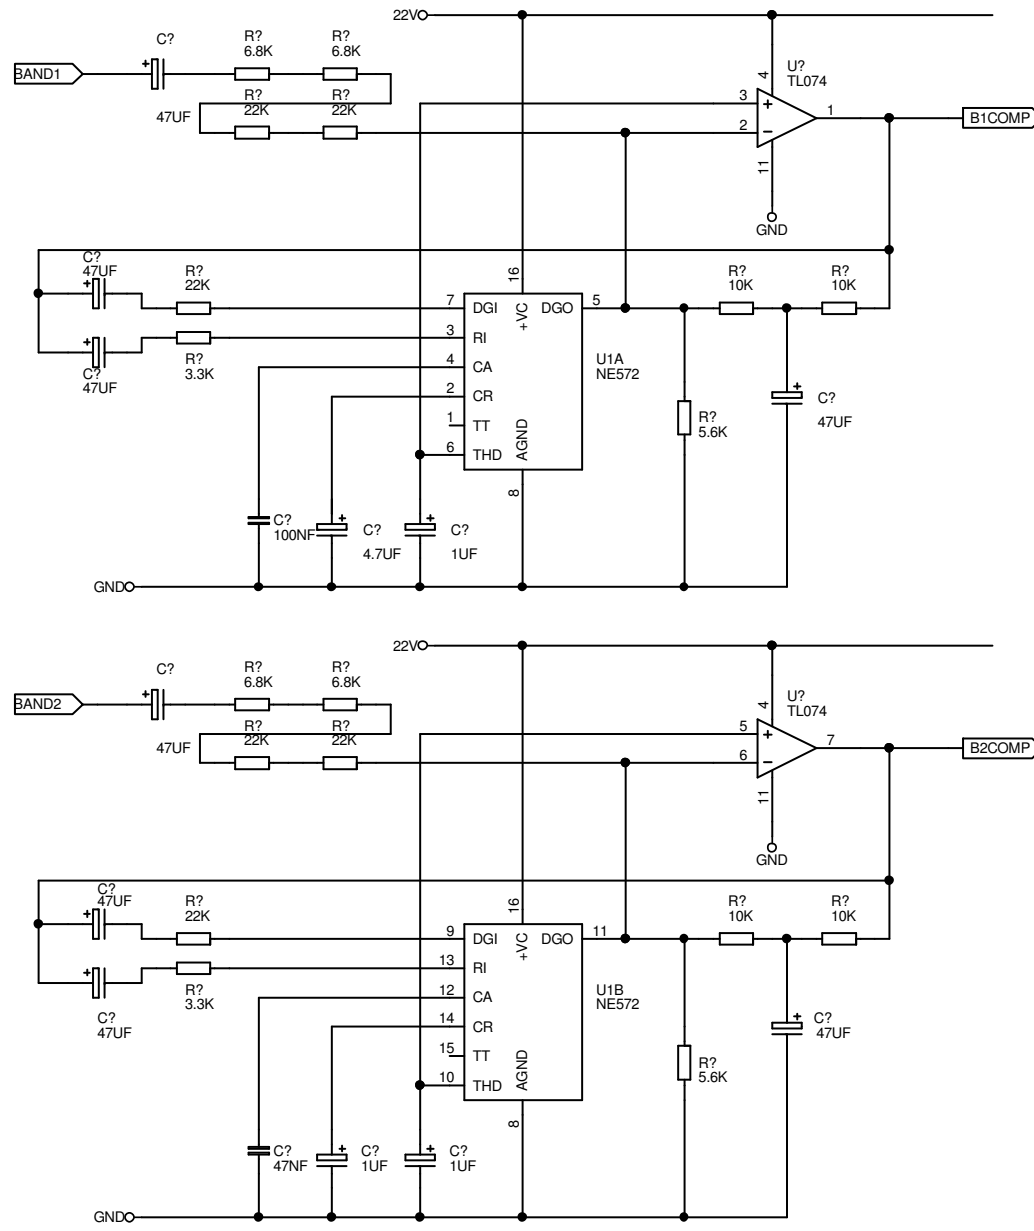 22V
C?
R?
6.8K
R?
6.8K
BAND1
+
47UF
R?
22K
R?
22K
U?
TL074
4
3
+
1
B1COMP
2
−
11
GND
C?
47UF
+
R?
22K
7
DGI
16
+VC
DGO
5
R?
10K
R?
10K
3
RI
+
C?
47UF
R?
3.3K
4
CA
U1A
NE572
2
CR
+
C?
47UF
1
TT
R?
5.6K
6
THD
AGND
8
C?
100NF
+
C?
4.7UF
+
C?
1UF
GND
22V
C?
R?
6.8K
R?
6.8K
BAND2
+
47UF
R?
22K
R?
22K
U?
TL074
4
5
+
7
B2COMP
6
−
11
GND
C?
47UF
+
R?
22K
9
DGI
16
+VC
DGO
11
R?
10K
R?
10K
13
RI
+
C?
47UF
R?
3.3K
12
CA
U1B
NE572
14
CR
+
C?
47UF
15
TT
R?
5.6K
10
THD
AGND
8
C?
47NF
+
C?
1UF
+
C?
1UF
GND